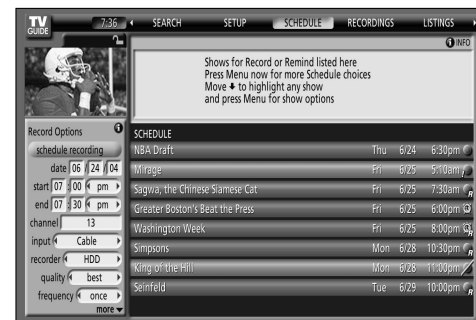 TV
GUIDE
7:36
SEARCH SETUP SCHEDULE RECORDINGS LISTINGS
INFO
Shows for Record or Remind listed here
Press Menu now for more Schedule choices
Move to highlight any show
and press Menu for show options
Record Options
schedule recording
date 06 / 24 / 04
start 07 : 00 pm
end 07 : 30 pm
channel 13
input Cable
recorder HDD
quality best
frequency once
more
SCHEDULE
NBA Draft Thu 6/24 6:30pm
Mirage Fri 6/25 5:10am
Sagwa, the Chinese Siamese Cat Fri 6/25 7:30am R
Greater Boston's Beat the Press Fri 6/25 6:00pm
Washington Week Fri 6/25 8:00pm R
Simpsons Mon 6/28 10:30pm R
King of the Hill Mon 6/28 11:00pm
Seinfeld Tue 6/29 10:00pm R